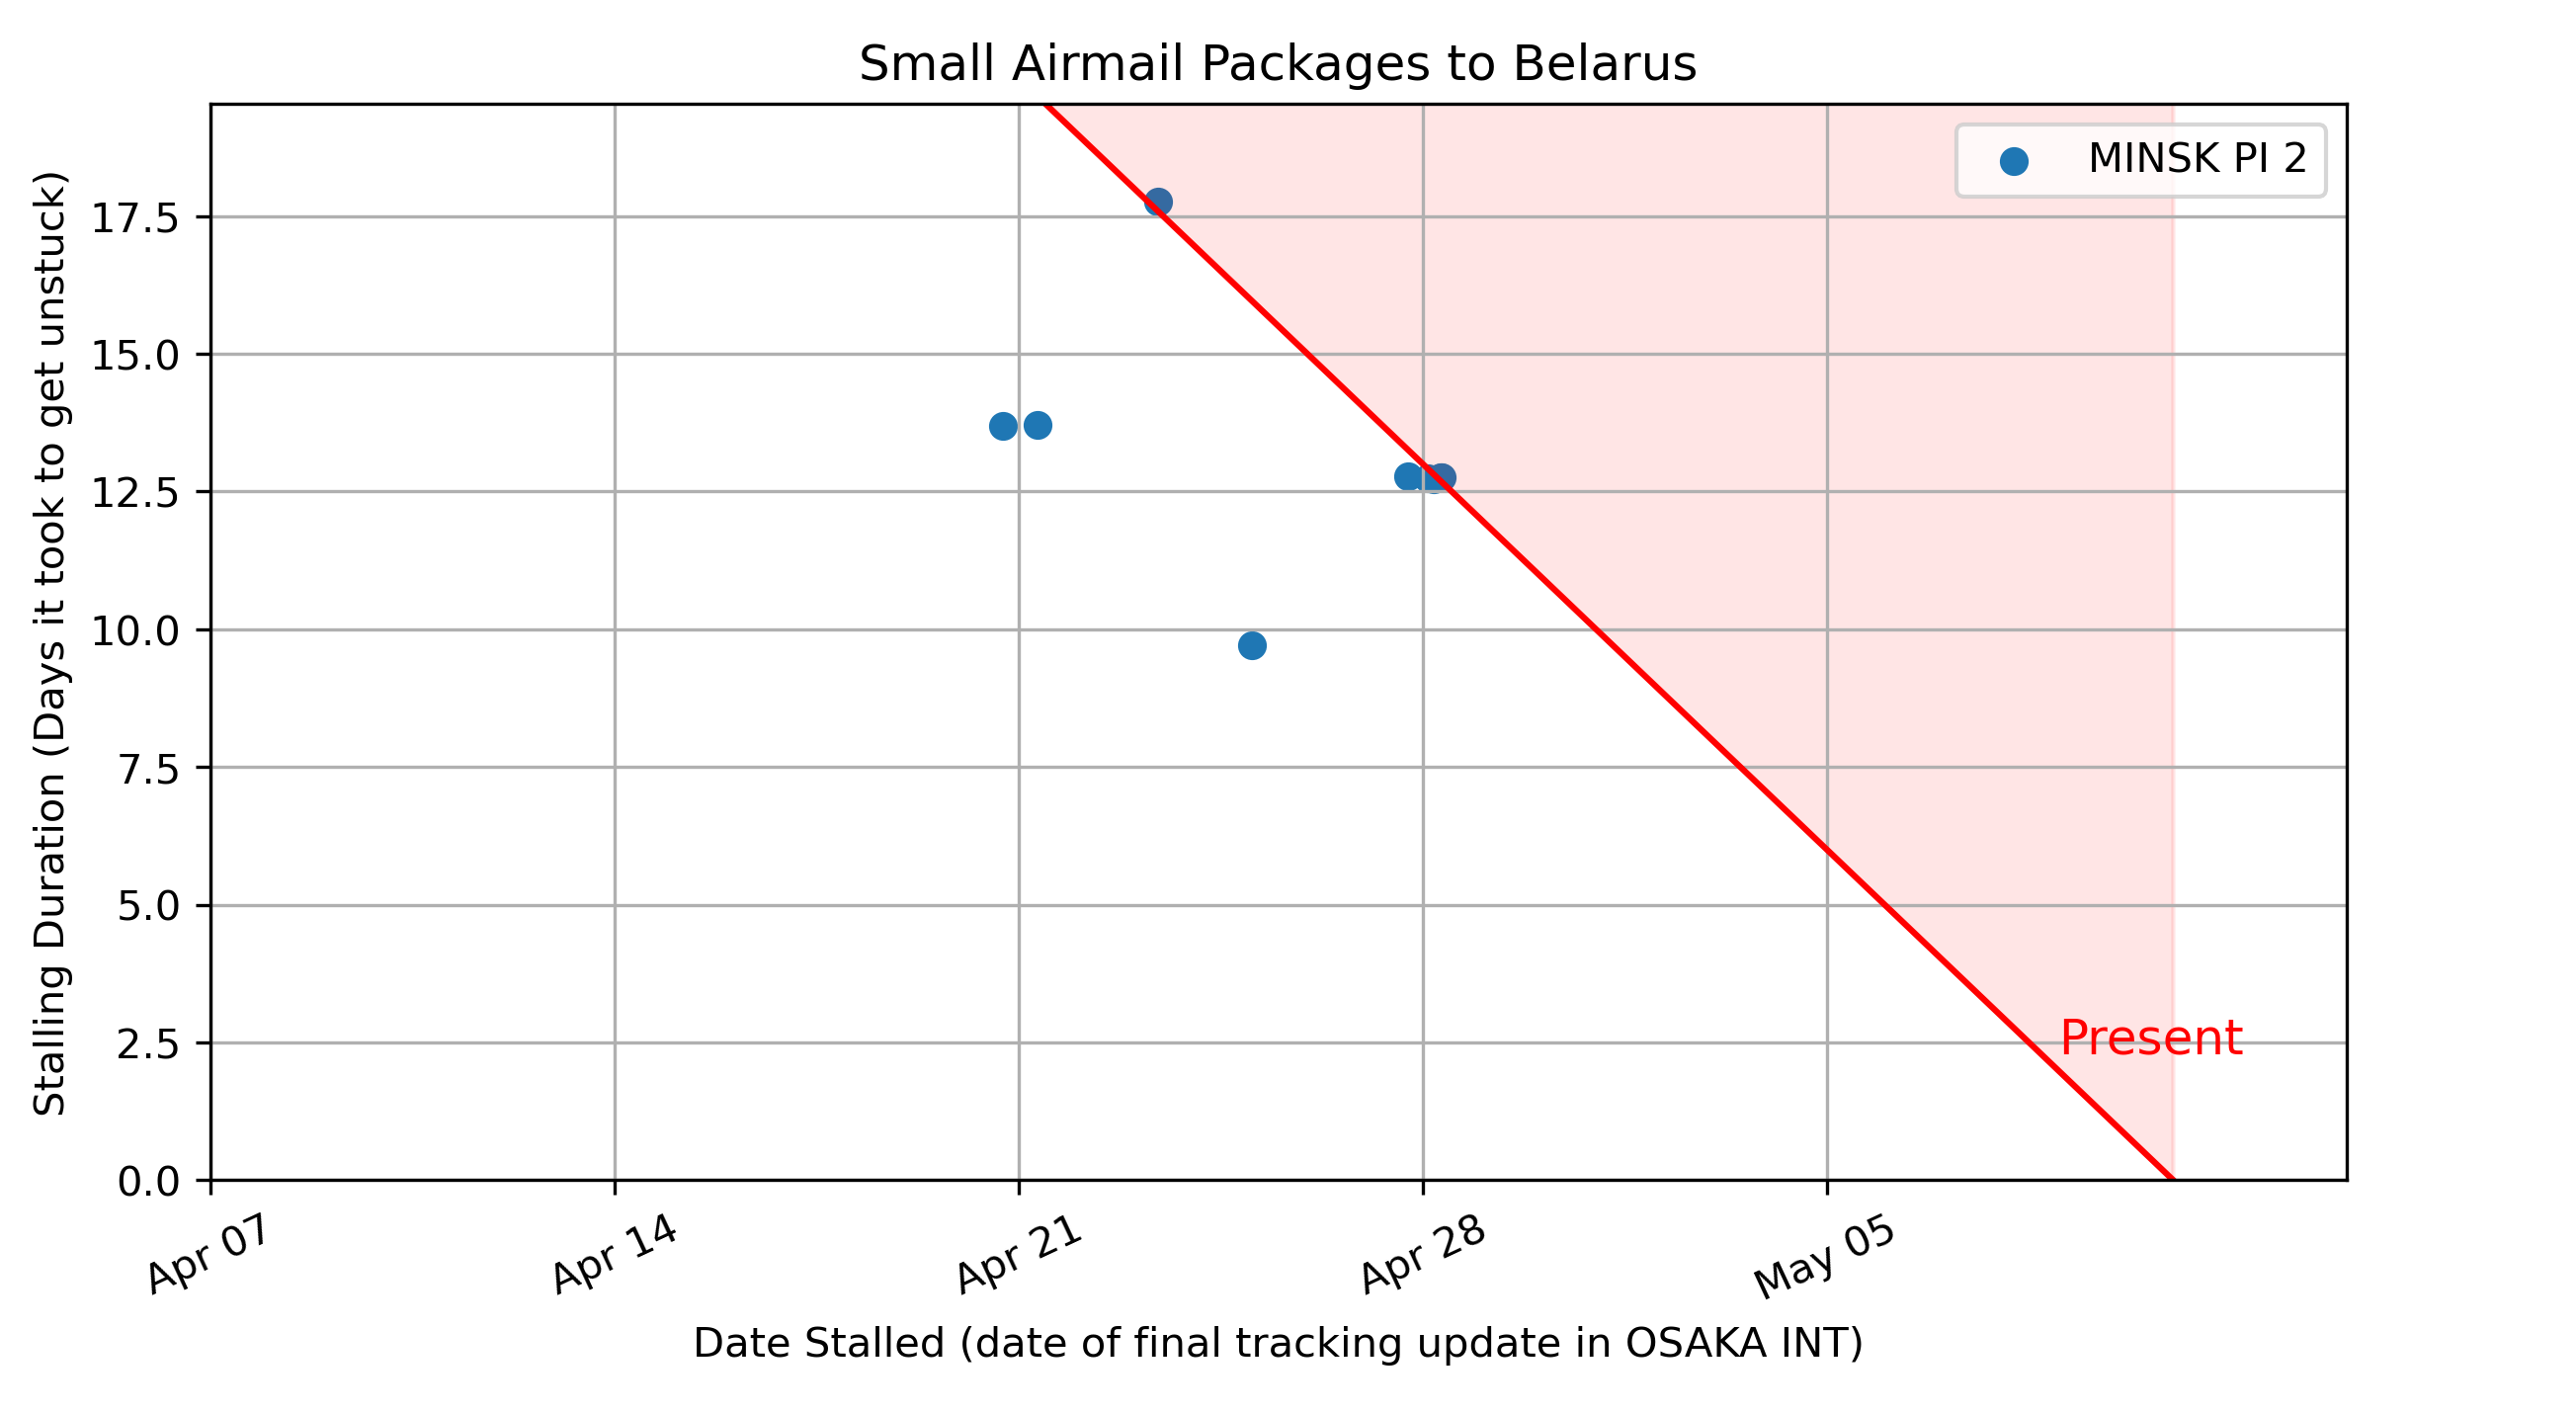 Small Airmail Packages to Belarus
MINSK PI 2
Stalling Duration (Days it took to get unstuck)
17.5
15.0
12.5
10.0
7.5
5.0
2.5
0.0
Present
Apr 07
Apr 14
Apr 21
Apr 28
May 05
Date Stalled (date of final tracking update in OSAKA INT)